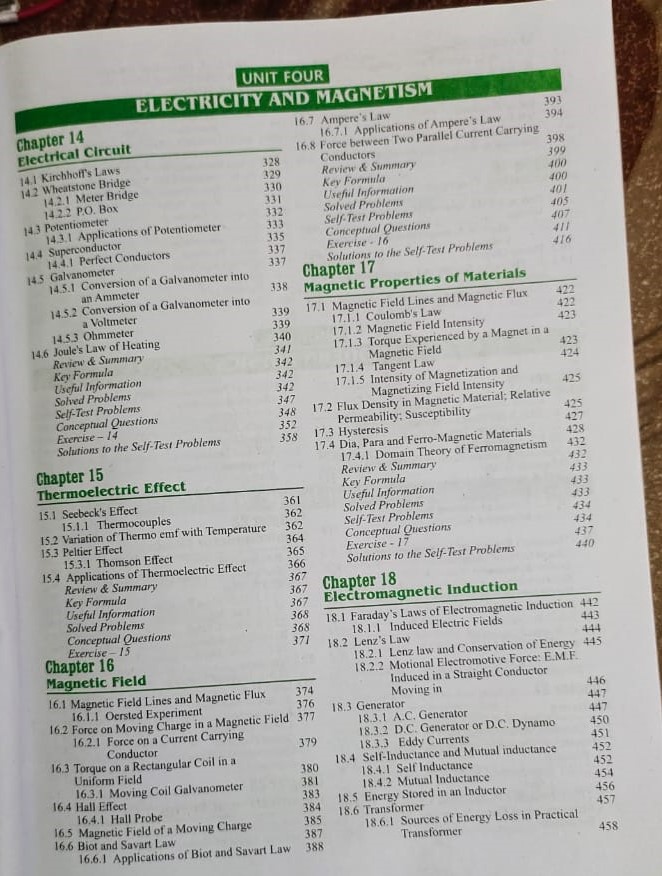 UNIT FOUR
ELECTRICITY AND MAGNETISM
Chapter 14
Electrical Circuit
14.1 Kirchhoff's Laws 328
14.2 Wheatstone Bridge 329
14.2.1 Meter Bridge 330
14.2.2 P.O. Box 331
14.3 Potentiometer 332
14.3.1 Applications of Potentiometer 333
14.4 Superconductor 335
14.4.1 Perfect Conductors 337
14.5 Galvanometer 337
14.5.1 Conversion of a Galvanometer into
an Ammeter 338
14.5.2 Conversion of a Galvanometer into
a Voltmeter 339
14.5.3 Ohmmeter 339
14.6 Joule's Law of Heating 340
Review & Summary 341
Key Formula 342
Useful Information 342
Solved Problems 342
Self-Test Problems 347
Conceptual Questions 348
Exercise – 14 352
Solutions to the Self-Test Problems 358
Chapter 15
Thermoelectric Effect
15.1 Seebeck's Effect 361
15.1.1 Thermocouples 362
15.2 Variation of Thermo emf with Temperature 362
15.3 Peltier Effect 364
15.3.1 Thomson Effect 365
15.4 Applications of Thermoelectric Effect 366
Review & Summary 367
Key Formula 367
Useful Information 367
Solved Problems 368
Conceptual Questions 368
Exercise – 15 371
Chapter 16
Magnetic Field
16.1 Magnetic Field Lines and Magnetic Flux 374
16.1.1 Oersted Experiment 376
16.2 Force on Moving Charge in a Magnetic Field 377
16.2.1 Force on a Current Carrying
Conductor 379
16.3 Torque on a Rectangular Coil in a
Uniform Field 380
16.3.1 Moving Coil Galvanometer 381
16.4 Hall Effect 383
16.4.1 Hall Probe 384
16.5 Magnetic Field of a Moving Charge 385
16.6 Biot and Savart Law 387
16.6.1 Applications of Biot and Savart Law 388
16.7 Ampere's Law 393
16.7.1 Applications of Ampere's Law 394
16.8 Force between Two Parallel Current Carrying
Conductors 398
Review & Summary 399
Key Formula 400
Useful Information 400
Solved Problems 401
Self-Test Problems 405
Conceptual Questions 407
Exercise - 16 411
Solutions to the Self-Test Problems 416
Chapter 17
Magnetic Properties of Materials
17.1 Magnetic Field Lines and Magnetic Flux 422
17.1.1 Coulomb's Law 422
17.1.2 Magnetic Field Intensity 423
17.1.3 Torque Experienced by a Magnet in a
Magnetic Field 423
17.1.4 Tangent Law 424
17.1.5 Intensity of Magnetization and
Magnetizing Field Intensity 425
17.2 Flux Density in Magnetic Material; Relative
Permeability; Susceptibility 425
17.3 Hysteresis 427
17.4 Dia, Para and Ferro-Magnetic Materials 428
17.4.1 Domain Theory of Ferromagnetism 432
Review & Summary 432
Key Formula 433
Useful Information 433
Solved Problems 433
Self-Test Problems 434
Conceptual Questions 434
Exercise - 17 437
Solutions to the Self-Test Problems 440
Chapter 18
Electromagnetic Induction
18.1 Faraday's Laws of Electromagnetic Induction 442
18.1.1 Induced Electric Fields 443
18.2 Lenz's Law 444
18.2.1 Lenz law and Conservation of Energy 445
18.2.2 Motional Electromotive Force: E.M.F.
Induced in a Straight Conductor
Moving in 446
18.3 Generator 447
18.3.1 A.C. Generator 447
18.3.2 D.C. Generator or D.C. Dynamo 450
18.3.3 Eddy Currents 451
18.4 Self-Inductance and Mutual inductance 452
18.4.1 Self Inductance 452
18.4.2 Mutual Inductance 454
18.5 Energy Stored in an Inductor 456
18.6 Transformer 457
18.6.1 Sources of Energy Loss in Practical
Transformer 458